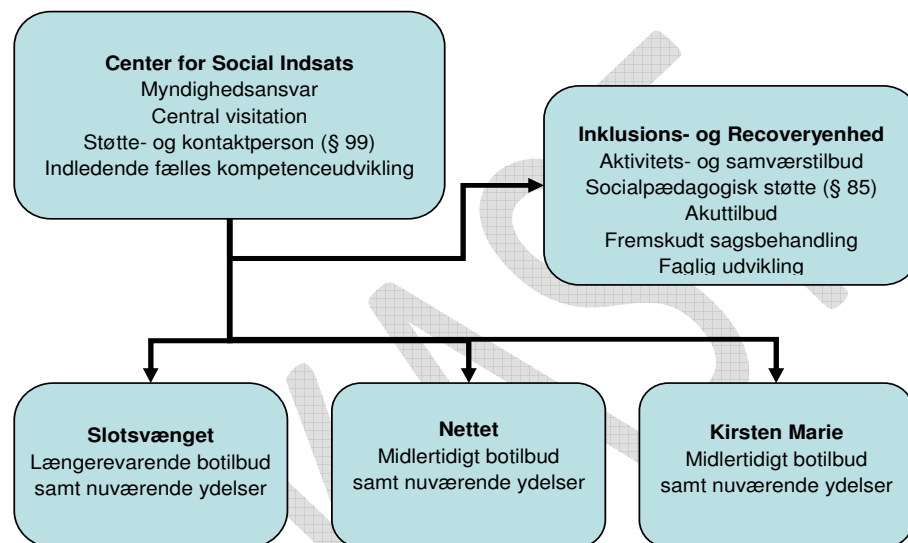 Center for Social Indsats
Myndighedsansvar
Central visitation
Støtte- og kontaktperson (§ 99)
Indledende fælles kompetenceudvikling
Inklusions- og Recoveryenhed
Aktivitets- og samværstilbud
Socialpædagogisk støtte (§ 85)
Akuttilbud
Fremskudt sagsbehandling
Faglig udvikling
Slotsvænget
Længerevarende botilbud
samt nuværende ydelser
Nettet
Midlertidigt botilbud
samt nuværende ydelser
Kirsten Marie
Midlertidigt botilbud
samt nuværende ydelser